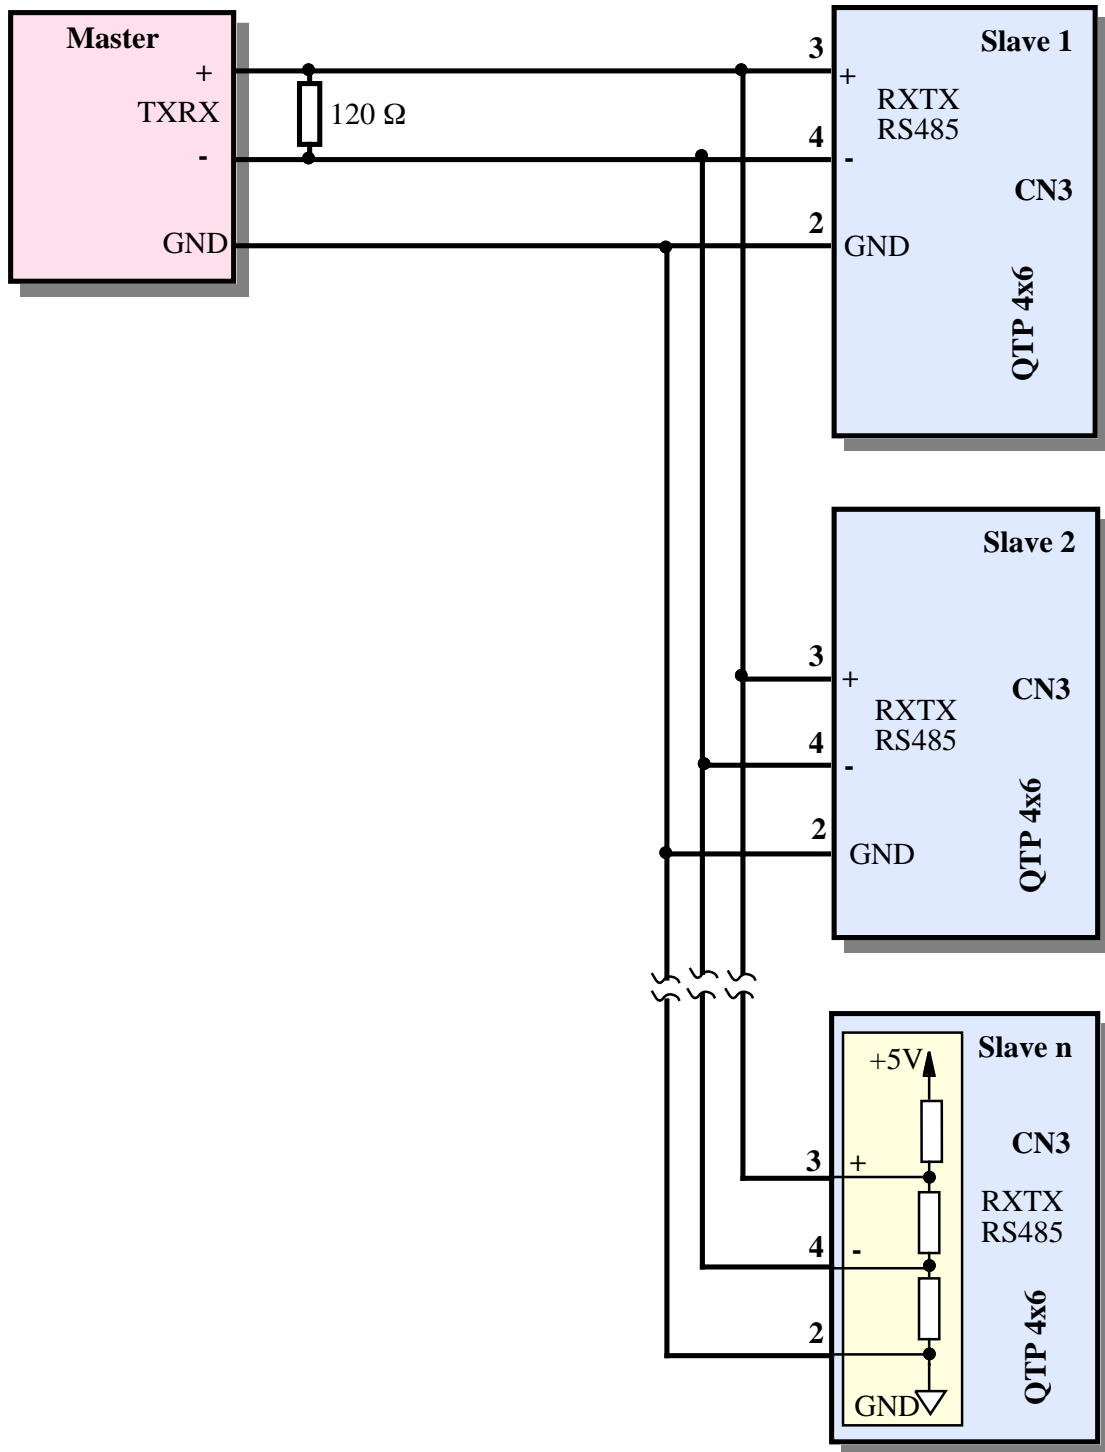 Master
+
TXRX
-
GND
120 Ω
3
4
2
Slave 1
+
RXTX
RS485
-
CN3
GND
QTP 4x6
Slave 2
3
+
CN3
RXTX
RS485
4
-
2
GND
QTP 4x6
Slave n
+5V
CN3
3
+
RXTX
RS485
4
-
2
QTP 4x6
GND